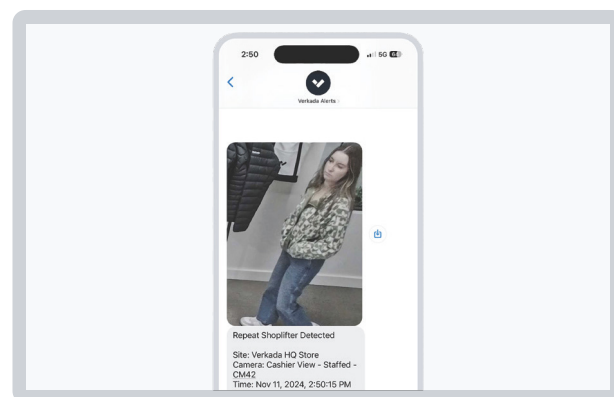 2:50
5G 64
Verkada Alerts
Repeat Shoplifter Detected
Site: Verkada HQ Store
Camera: Cashier View - Staffed -
CM42
Time: Nov 11, 2024, 2:50:15 PM